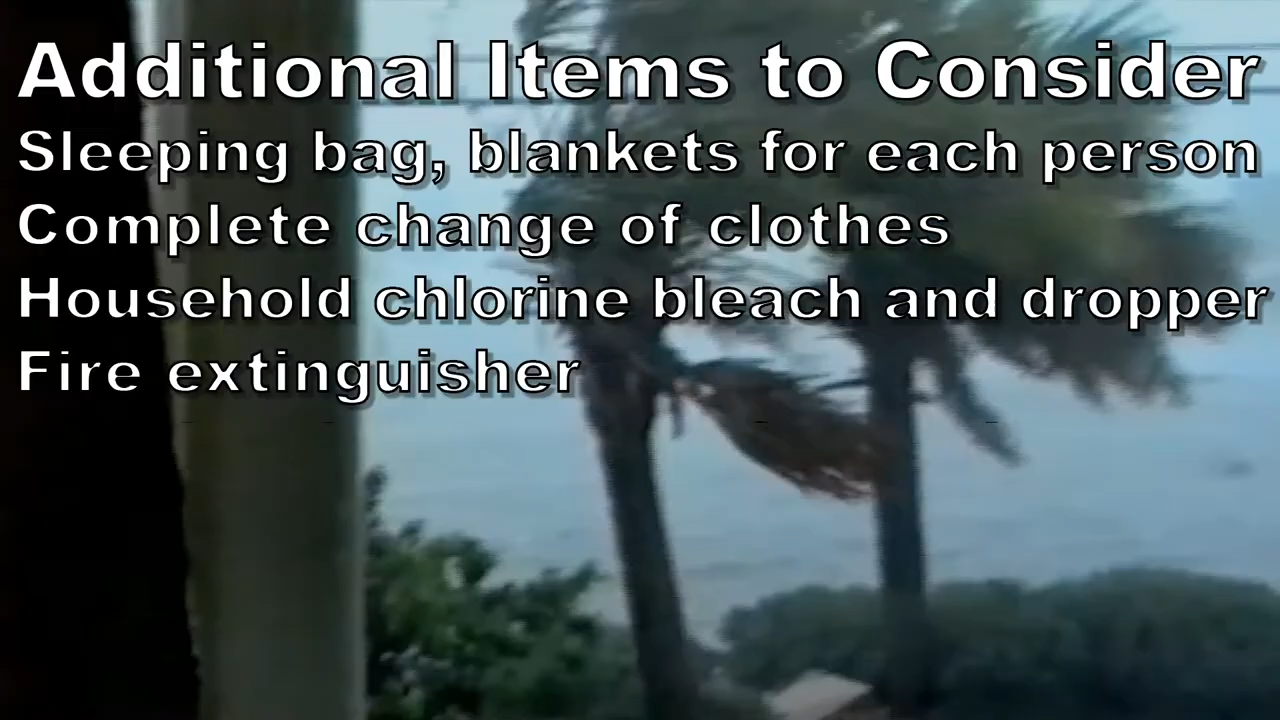 Additional Items to Consider
Sleeping bag, blankets for each person
Complete change of clothes
Household chlorine bleach and dropper
Fire extinguisher